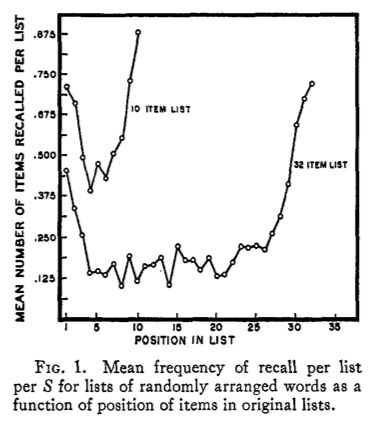 MEAN NUMBER OF ITEMS RECALLED PER LIST
.875
.750
.875
.500
.375
.250
.125
10 ITEM LIST
32 ITEM LIST
1 5 10 15 20 25 30 35
POSITION IN LIST
FIG. 1. Mean frequency of recall per list
per S for lists of randomly arranged words as a
function of position of items in original lists.